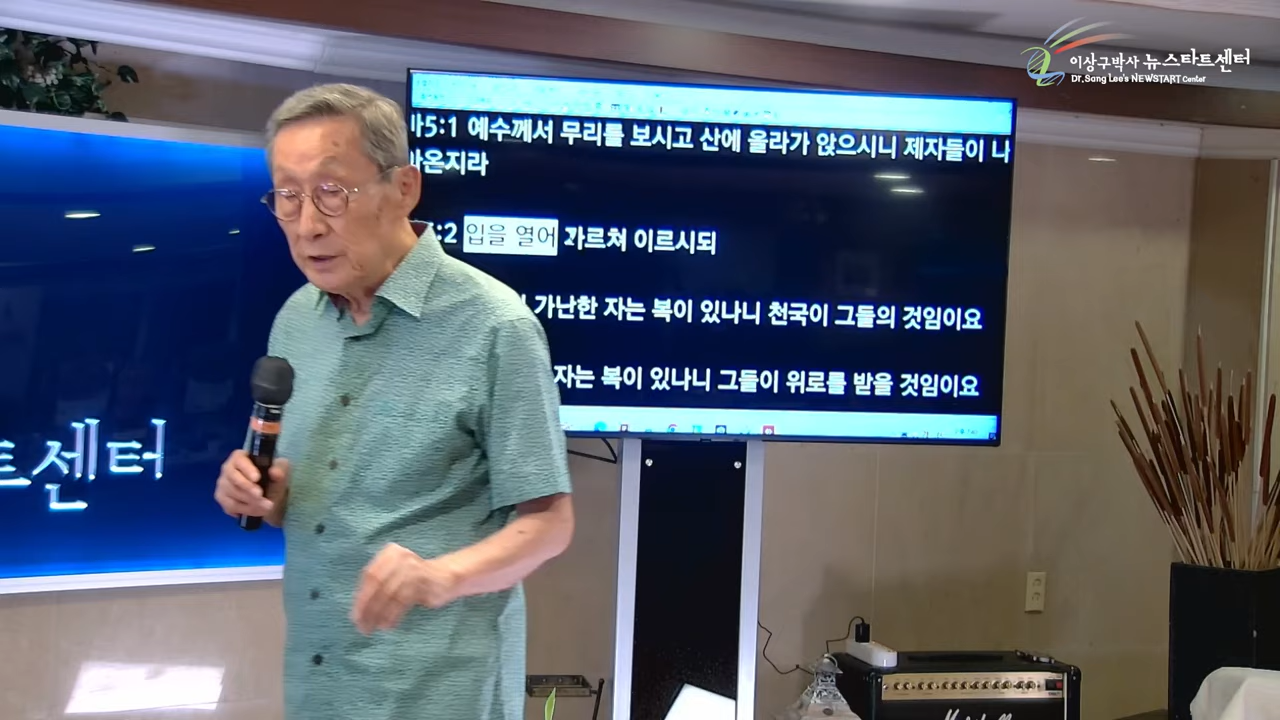 이상구박사 뉴스타트센터
Dr. Sang Lee's NEWSTART Center
5:1 예수께서 무리를 보시고 산에 올라가 앉으시니 제자들이 나
아온지라
:2 입을 열어 가르쳐 이르시되
가난한 자는 복이 있나니 천국이 그들의 것임이요
자는 복이 있나니 그들이 위로를 받을 것임이요
트센터
Marshall